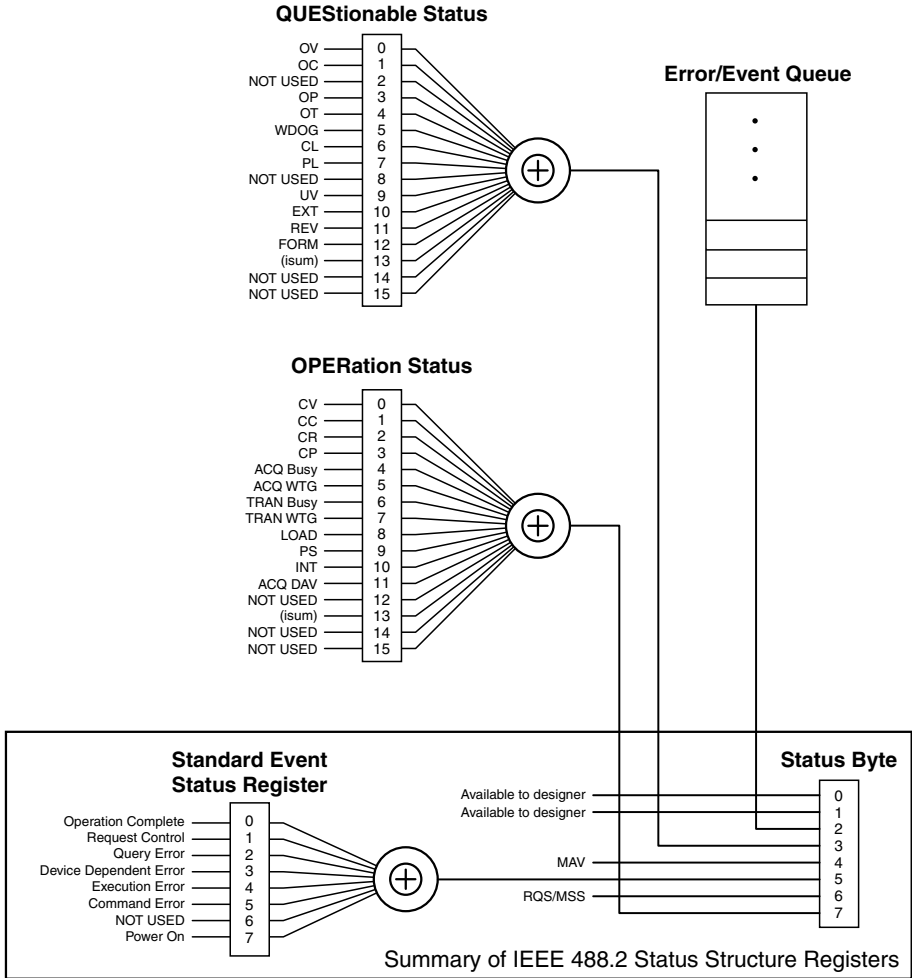 QUEStionable Status
OV 0
OC 1
NOT USED 2
OP 3
OT 4
WDOG 5
CL 6
PL 7
NOT USED 8
UV 9
EXT 10
REV 11
FORM 12
(isum) 13
NOT USED 14
NOT USED 15
Error/Event Queue
OPERation Status
CV 0
CC 1
CR 2
CP 3
ACQ Busy 4
ACQ WTG 5
TRAN Busy 6
TRAN WTG 7
LOAD 8
PS 9
INT 10
ACQ DAV 11
NOT USED 12
(isum) 13
NOT USED 14
NOT USED 15
Standard Event
Status Register
Operation Complete 0
Request Control 1
Query Error 2
Device Dependent Error 3
Execution Error 4
Command Error 5
NOT USED 6
Power On 7
Status Byte
Available to designer 0
Available to designer 1
2
3
MAV 4
5
RQS/MSS 6
7
Summary of IEEE 488.2 Status Structure Registers